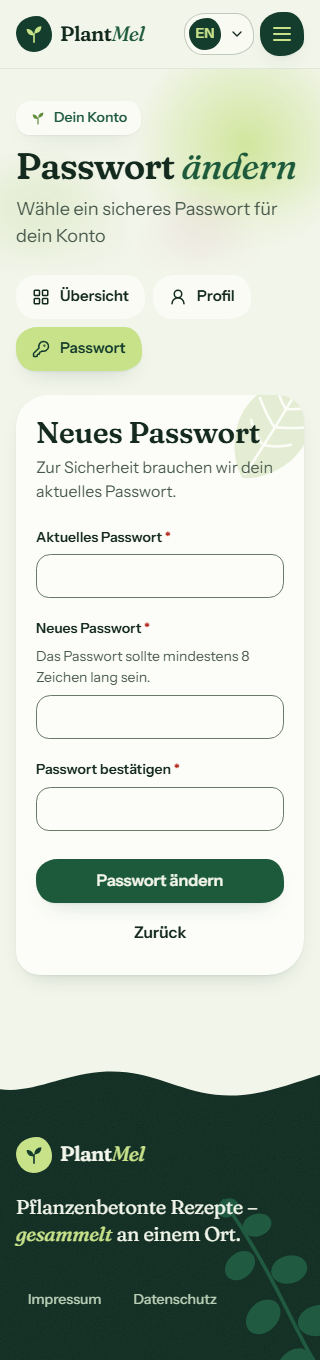 PlantMel
EN
Dein Konto
Passwort ändern
Wähle ein sicheres Passwort für
dein Konto
Übersicht
Profil
Passwort
Neues Passwort
Zur Sicherheit brauchen wir dein
aktuelles Passwort.
Aktuelles Passwort *
Neues Passwort *
Das Passwort sollte mindestens 8
Zeichen lang sein.
Passwort bestätigen *
Passwort ändern
Zurück
PlantMel
Pflanzenbetonte Rezepte –
gesammelt an einem Ort.
Impressum
Datenschutz